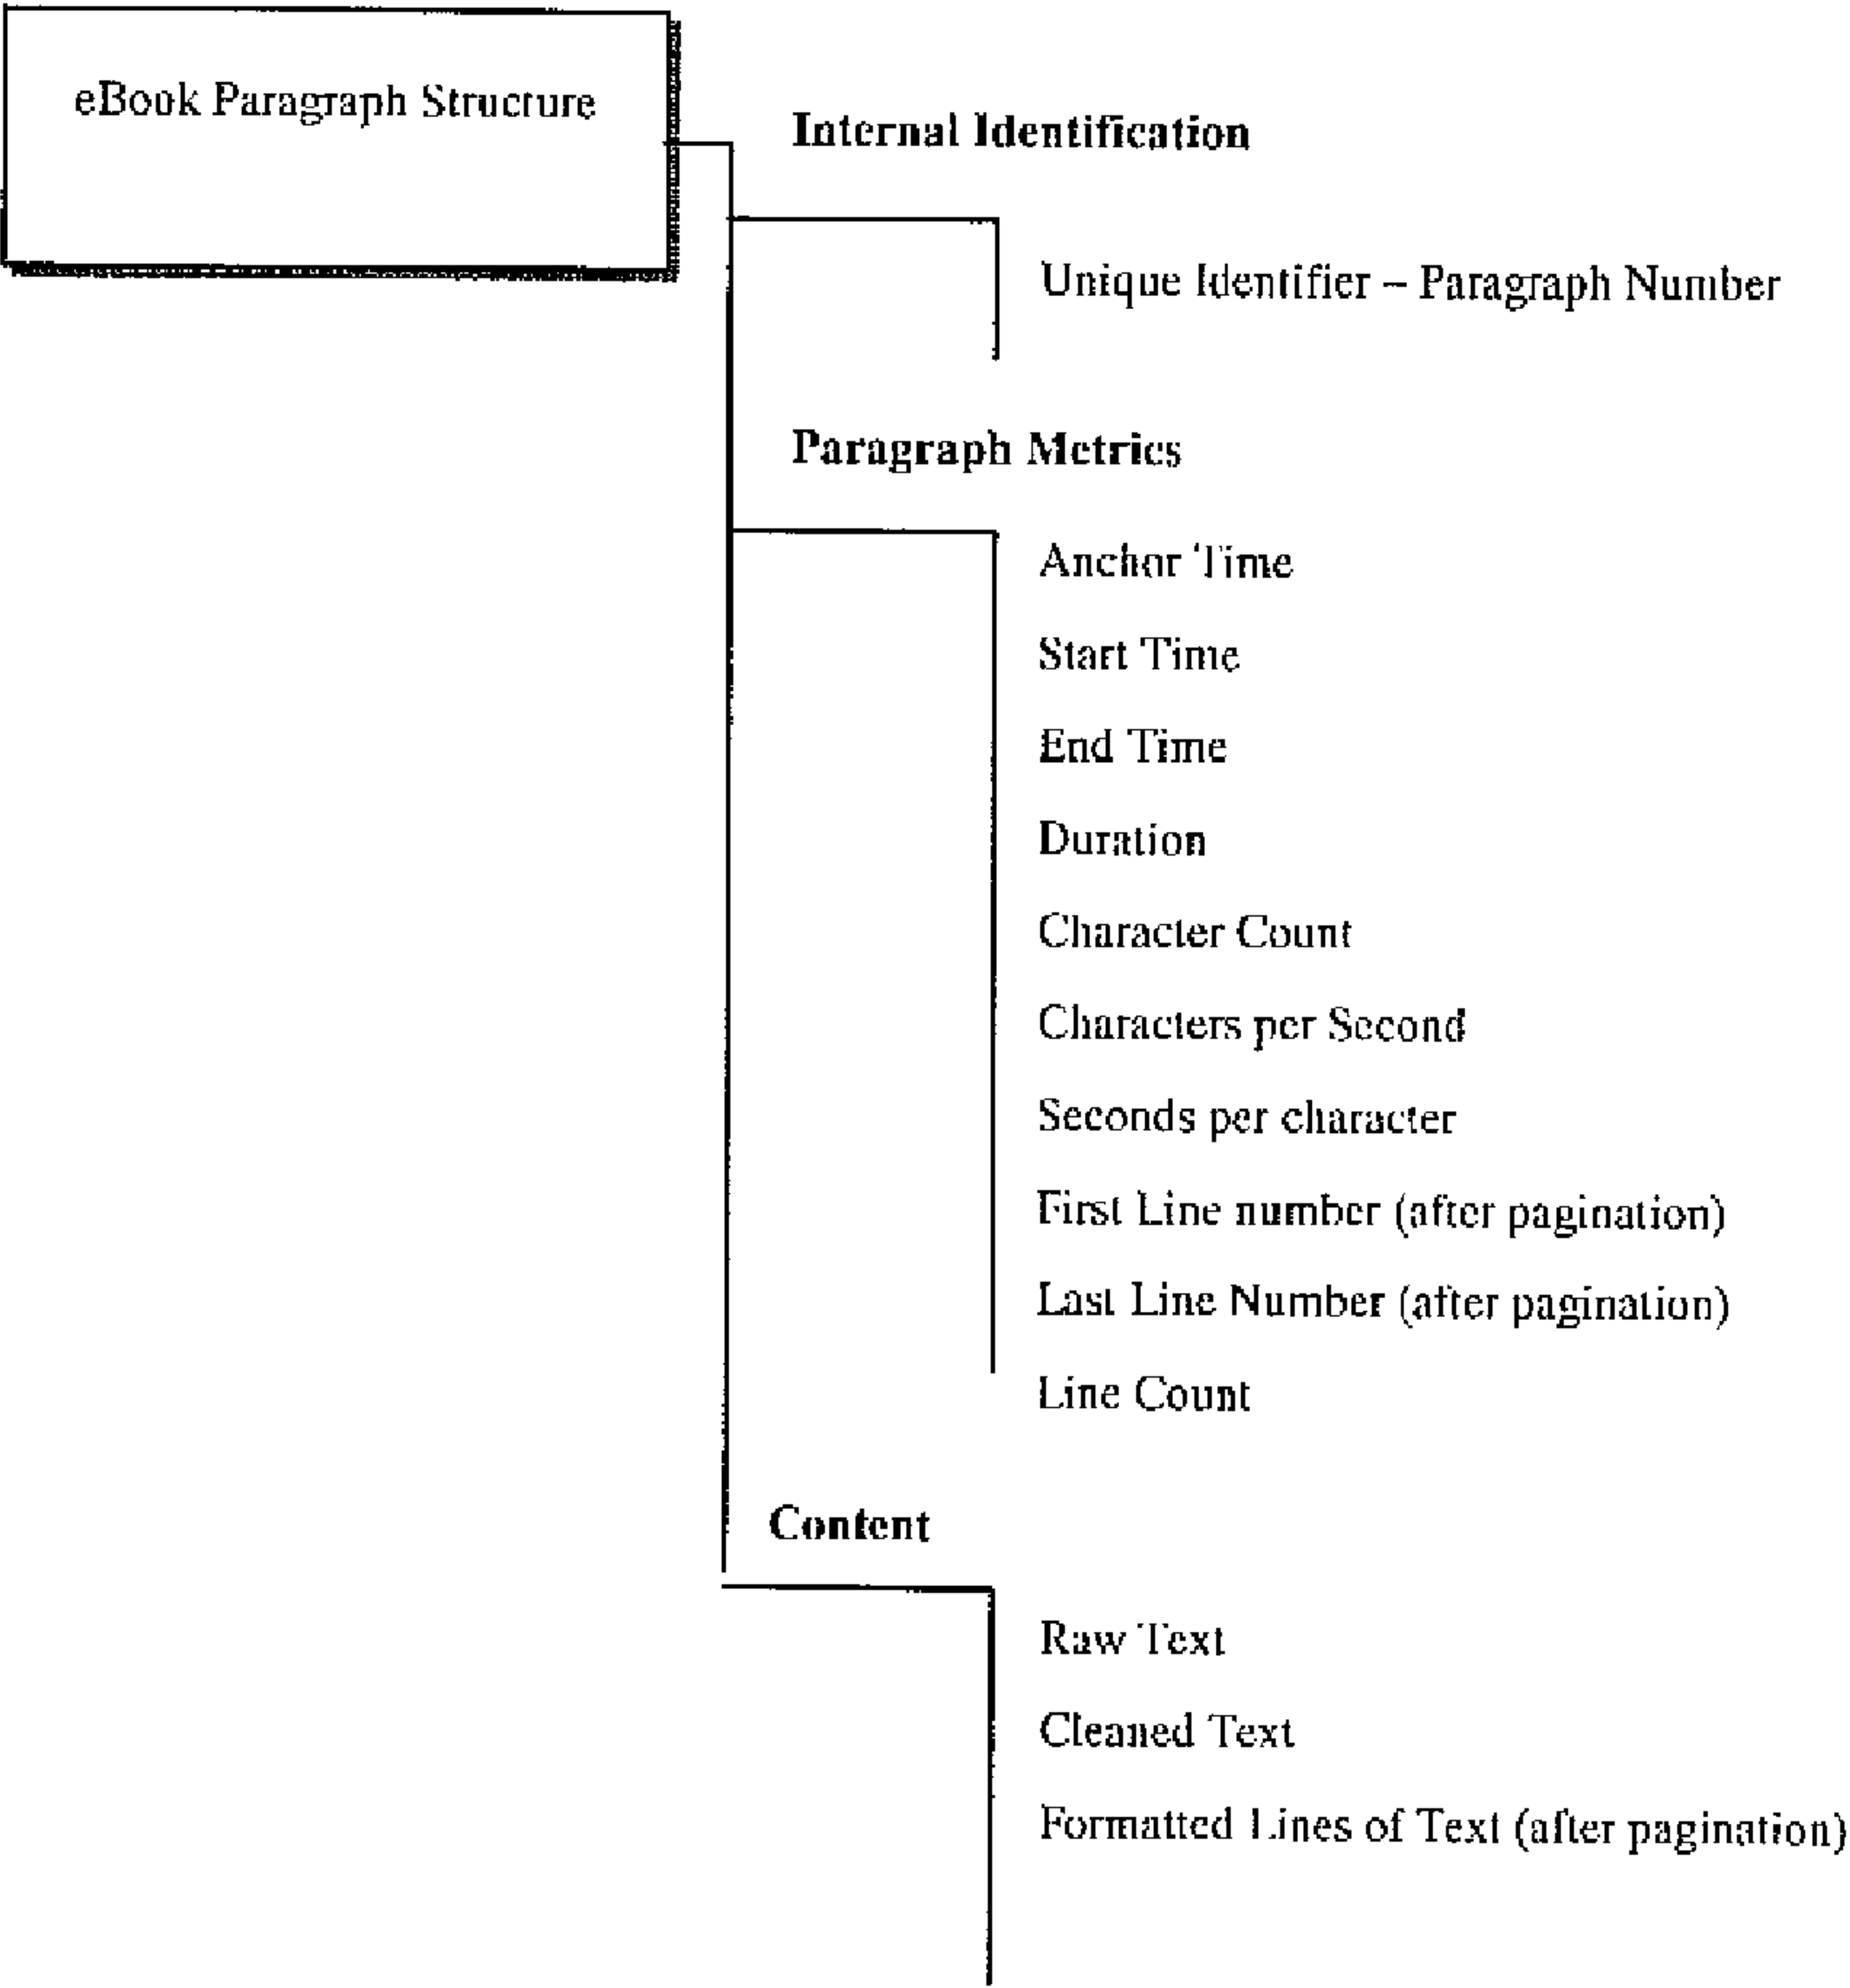 eBook Paragraph Structure
Internal Identification
Unique Identifier – Paragraph Number
Paragraph Metrics
Anchor Time
Start Time
End Time
Duration
Character Count
Characters per Second
Seconds per character
First Line number (after pagination)
Last Line Number (after pagination)
Line Count
Content
Raw Text
Cleaned Text
Formatted Lines of Text (after pagination)